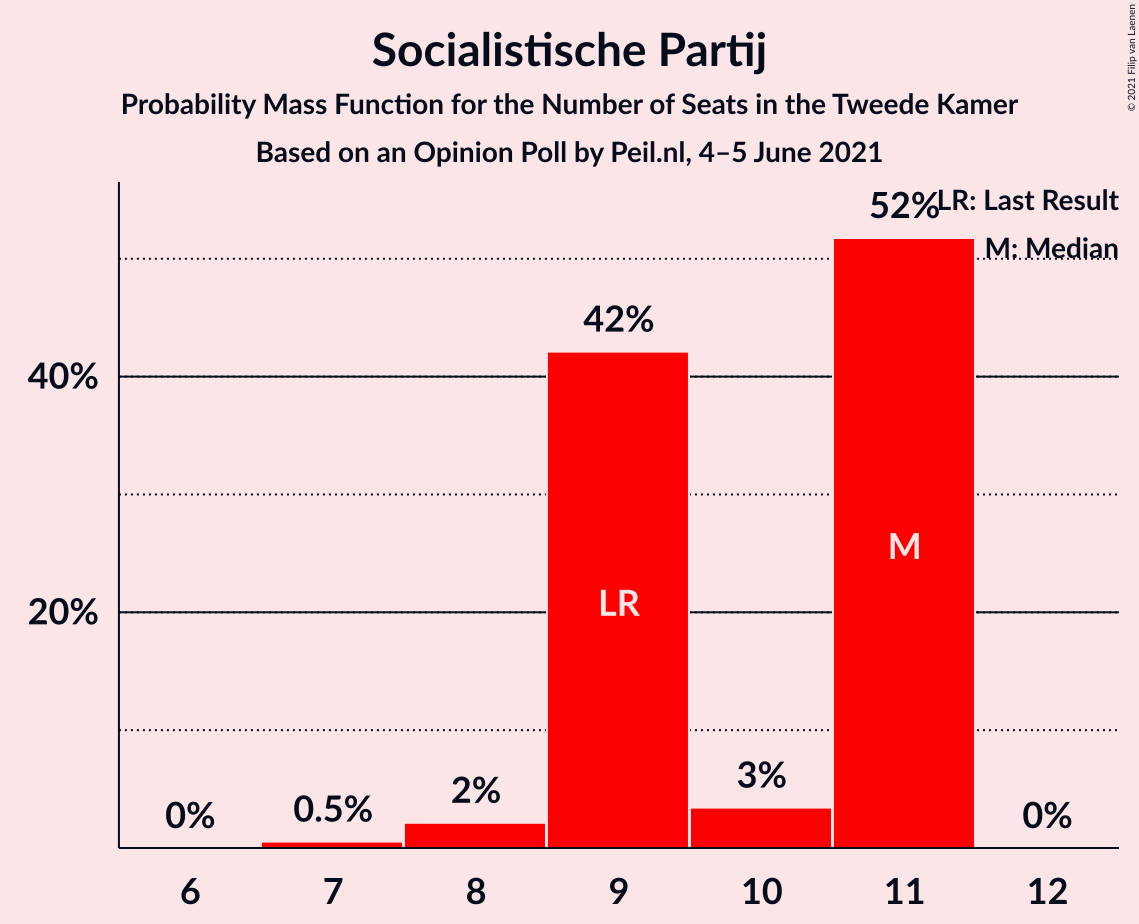 Socialistische Partij
Probability Mass Function for the Number of Seats in the Tweede Kamer
Based on an Opinion Poll by Peil.nl, 4–5 June 2021
© 2021 Filip van Laenen
LR: Last Result
M: Median
52%
42%
40%
M
LR
20%
3%
2%
0.5%
0%
0%
6 7 8 9 10 11 12